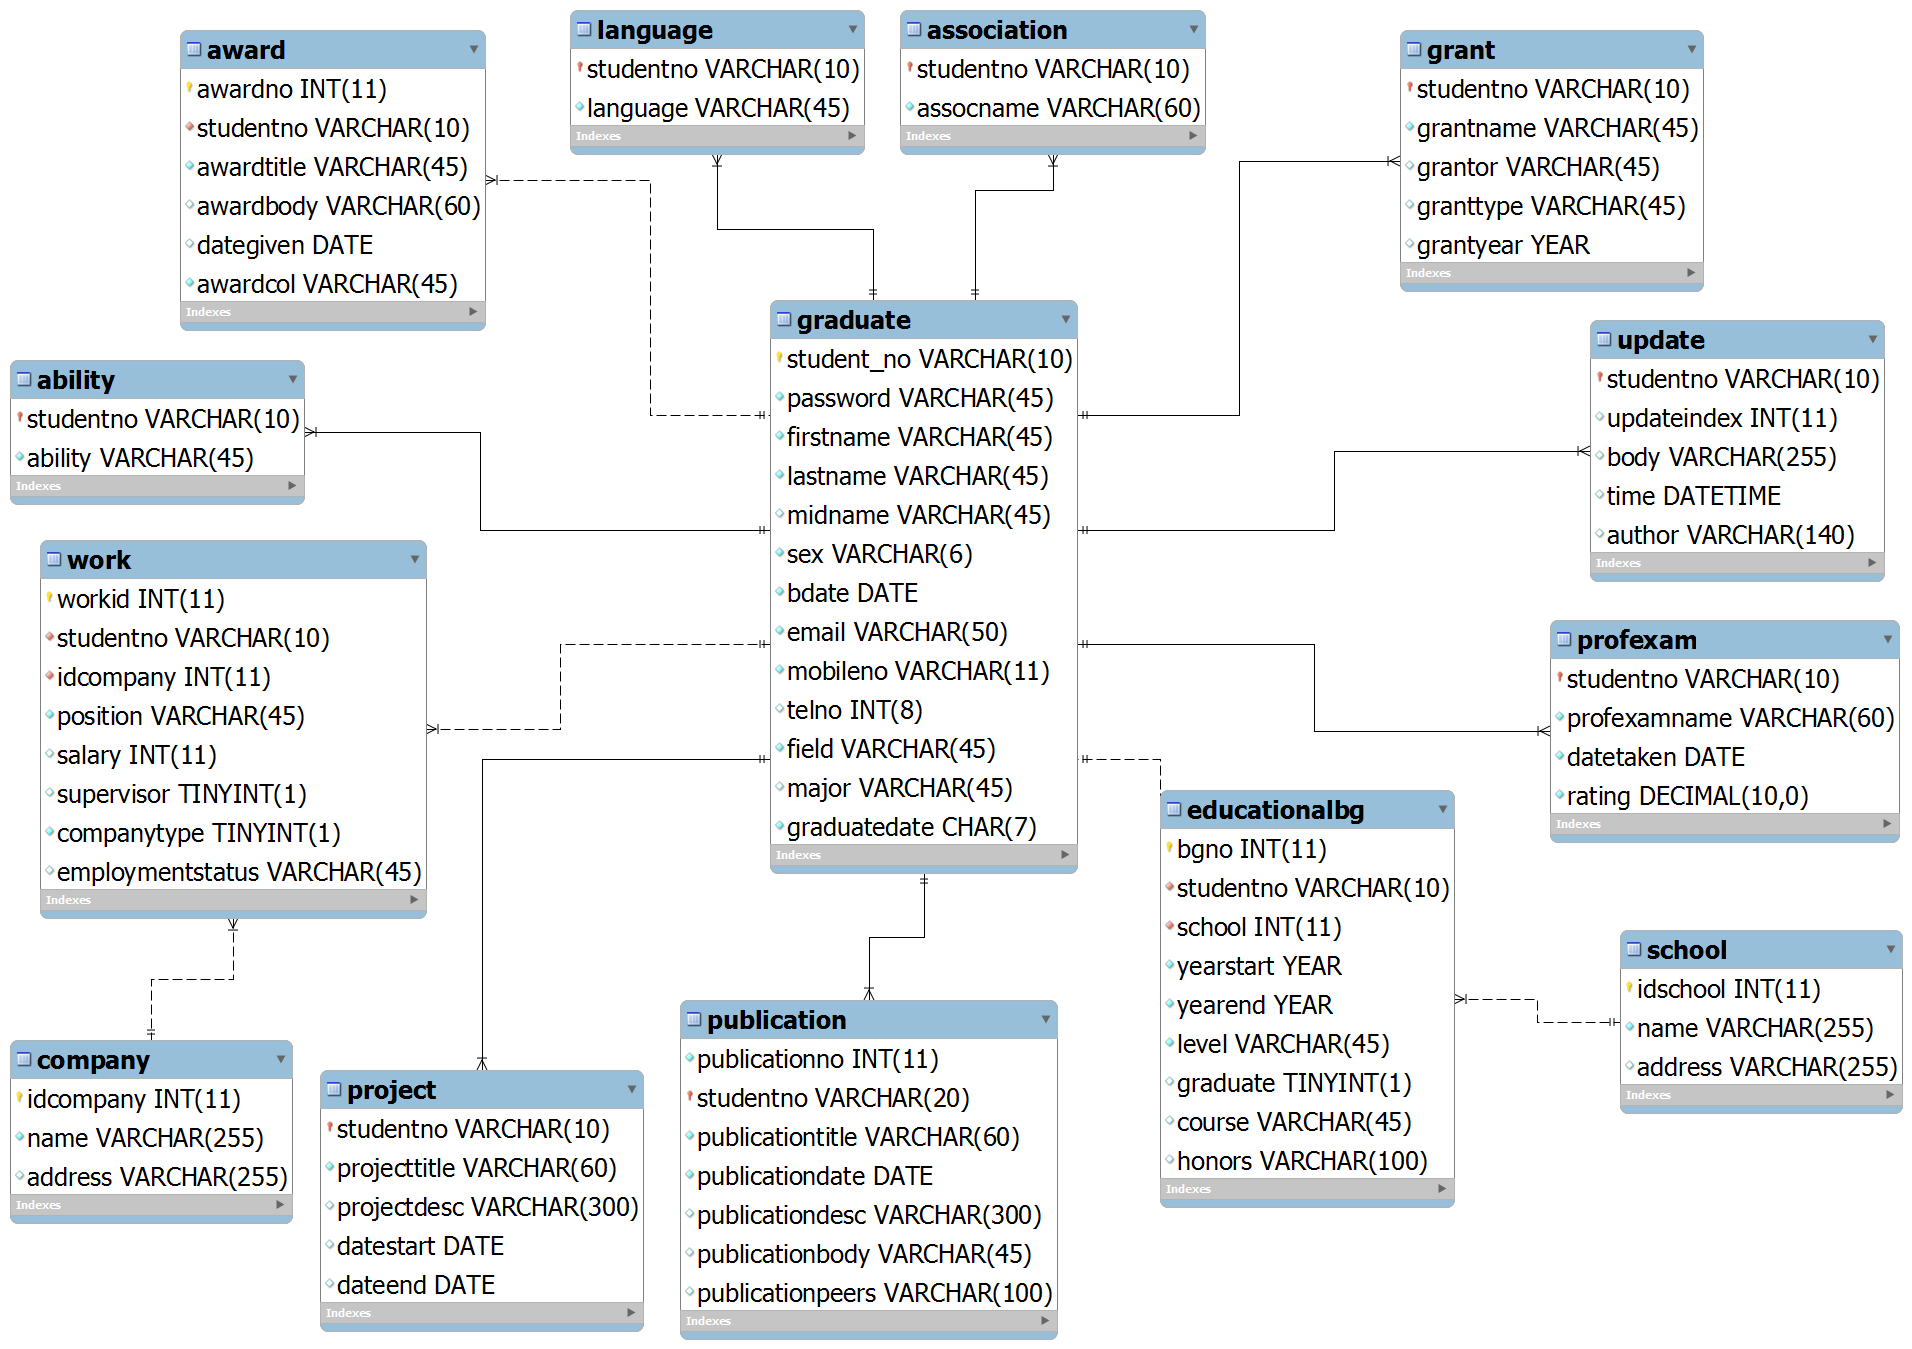 award
awardno INT(11)
studentno VARCHAR(10)
awardtitle VARCHAR(45)
awardbody VARCHAR(60)
dategiven DATE
awardcol VARCHAR(45)
Indexes
language
studentno VARCHAR(10)
language VARCHAR(45)
Indexes
association
studentno VARCHAR(10)
assocname VARCHAR(60)
Indexes
grant
studentno VARCHAR(10)
grantname VARCHAR(45)
grantor VARCHAR(45)
granttype VARCHAR(45)
grantyear YEAR
Indexes
ability
studentno VARCHAR(10)
ability VARCHAR(45)
Indexes
graduate
student_no VARCHAR(10)
password VARCHAR(45)
firstname VARCHAR(45)
lastname VARCHAR(45)
midname VARCHAR(45)
sex VARCHAR(6)
bdate DATE
email VARCHAR(50)
mobileno VARCHAR(11)
telno INT(8)
field VARCHAR(45)
major VARCHAR(45)
graduatedate CHAR(7)
Indexes
update
studentno VARCHAR(10)
updateindex INT(11)
body VARCHAR(255)
time DATETIME
author VARCHAR(140)
Indexes
work
workid INT(11)
studentno VARCHAR(10)
idcompany INT(11)
position VARCHAR(45)
salary INT(11)
supervisor TINYINT(1)
companytype TINYINT(1)
employmentstatus VARCHAR(45)
Indexes
profexam
studentno VARCHAR(10)
profexamname VARCHAR(60)
datetaken DATE
rating DECIMAL(10,0)
Indexes
educationalbg
bgno INT(11)
studentno VARCHAR(10)
school INT(11)
yearstart YEAR
yearend YEAR
level VARCHAR(45)
graduate TINYINT(1)
course VARCHAR(45)
honors VARCHAR(100)
Indexes
school
idschool INT(11)
name VARCHAR(255)
address VARCHAR(255)
Indexes
company
idcompany INT(11)
name VARCHAR(255)
address VARCHAR(255)
Indexes
project
studentno VARCHAR(10)
projecttitle VARCHAR(60)
projectdesc VARCHAR(300)
datestart DATE
dateend DATE
Indexes
publication
publicationno INT(11)
studentno VARCHAR(20)
publicationtitle VARCHAR(60)
publicationdate DATE
publicationdesc VARCHAR(300)
publicationbody VARCHAR(45)
publicationpeers VARCHAR(100)
Indexes